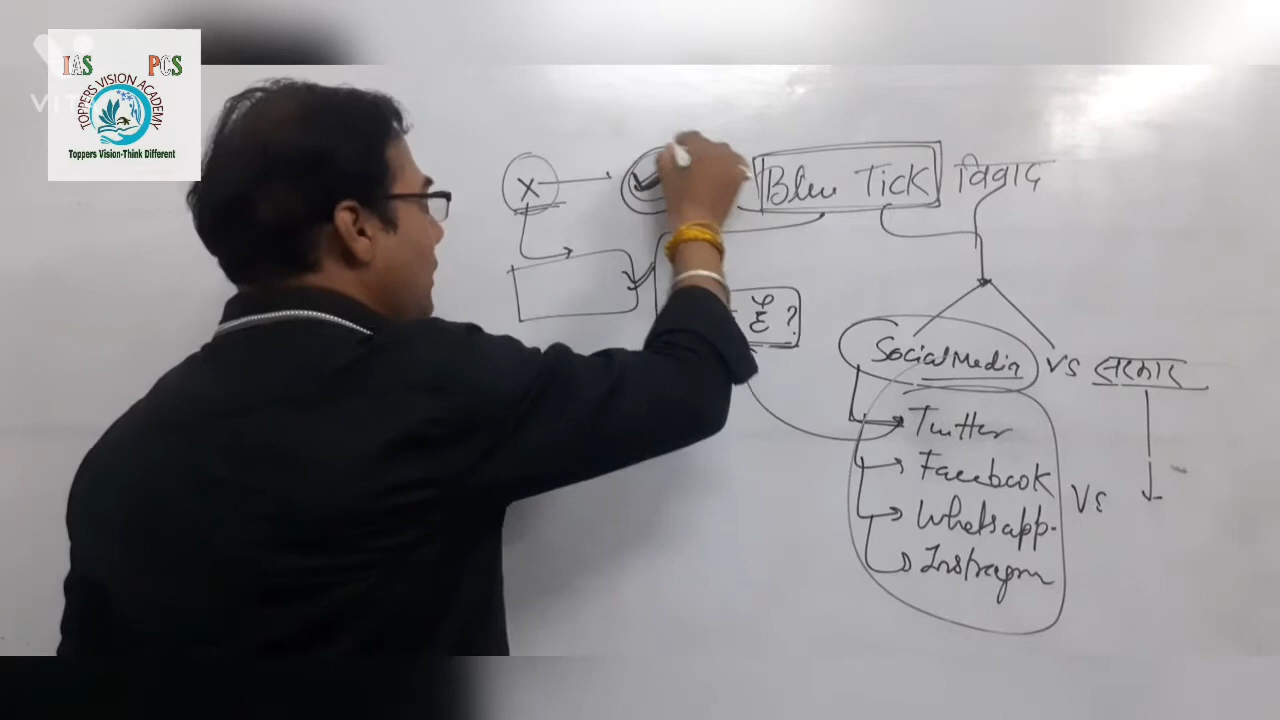 IAS PCS
TOPPERS VISION ACADEMY
Toppers Vision-Think Different
X
Blue Tick विवाद
है ?
Social Media VS सरकार
Twitter
Facebook
Whatsapp.
Instragm
VS